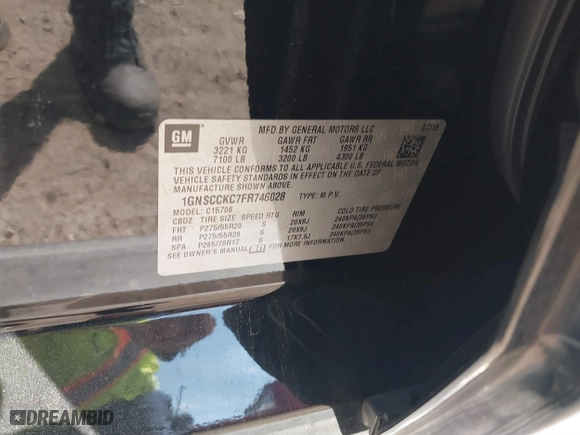 GM
MFD BY GENERAL MOTORS LLC
07/15
GVWR GAWR FRT GAWR RR
3221 KG 1452 KG 1951 KG
7100 LB 3200 LB 4300 LB
THIS VEHICLE CONFORMS TO ALL APPLICABLE U.S. FEDERAL MOTOR
VEHICLE SAFETY STANDARDS IN EFFECT ON THE DATE OF
MANUFACTURE SHOWN ABOVE.
1GNSCCKC7FR746028 TYPE: M.P.V.
MODEL: C15706
CBD2 TIRE SIZE SPEED RTG RIM COLD TIRE PRESSURE
FRT P275/55R20 S 20X9J 240KPA(35PSI)
RR P275/55R20 S 20X9J 240KPA(35PSI)
SPA P265/70R17 S 17X7.5J 240KPA(35PSI)
SEE OWNER'S MANUAL FOR MORE INFORMATION.
DREAMBID